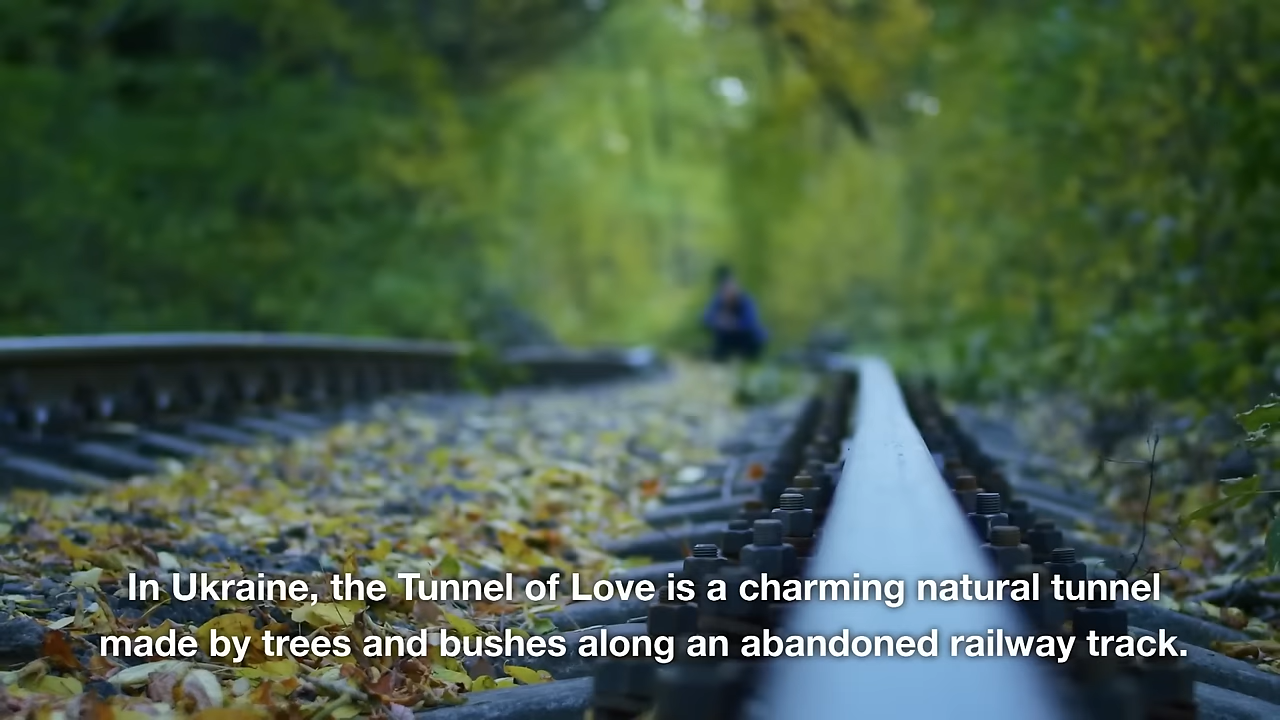 In Ukraine, the Tunnel of Love is a charming natural tunnel
made by trees and bushes along an abandoned railway track.